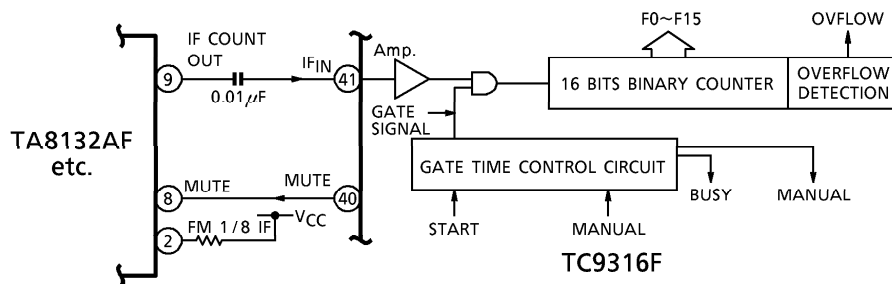 F0~F15
OVFLOW
IF COUNT
OUT
Amp.
9
IFIN
41
0.01μF
16 BITS BINARY COUNTER
OVERFLOW
DETECTION
GATE
SIGNAL
TA8132AF
etc.
GATE TIME CONTROL CIRCUIT
8
MUTE
MUTE
40
BUSY
MANUAL
VCC
2
FM 1/8 IF
START
MANUAL
TC9316F